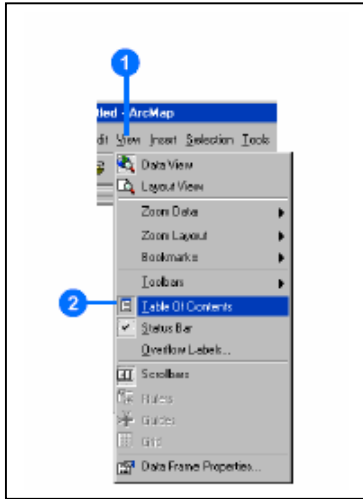 1
tled - ArcMap
dit View Insert Selection Tools
Data View
Layout View
Zoom Data
Zoom Layout
Bookmarks
Toolbars
2
Table Of Contents
Status Bar
Overflow Labels...
Scrollbars
Rulers
Guides
Grid
Data Frame Properties...